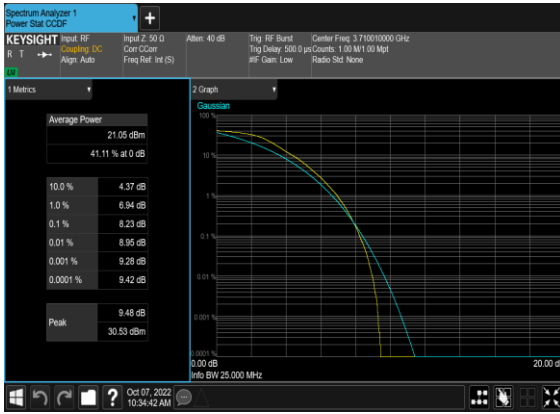 Spectrum Analyzer 1
Power Stat CCDF
+
KEYSIGHT
R T
LW
Input: RF
Coupling: DC
Align: Auto
Input Z: 50 Ω
Corr CCorr
Freq Ref: Int (S)
Atten: 40 dB
Trig: RF Burst
Trig Delay: 500.0 µs
#IF Gain: Low
Center Freq: 3.710010000 GHz
Counts: 1.00 M/1.00 Mpt
Radio Std: None
1 Metrics
Average Power
21.05 dBm
41.11 % at 0 dB
10.0 % 4.37 dB
1.0 % 6.94 dB
0.1 % 8.23 dB
0.01 % 8.95 dB
0.001 % 9.28 dB
0.0001 % 9.42 dB
Peak
9.48 dB
30.53 dBm
2 Graph
Gaussian
100 %
10 %
1 %
0.1 %
0.01 %
0.001 %
0.0001 %
0.00 dB
20.00 d
Info BW 25.000 MHz
?
Oct 07, 2022
10:34:42 AM